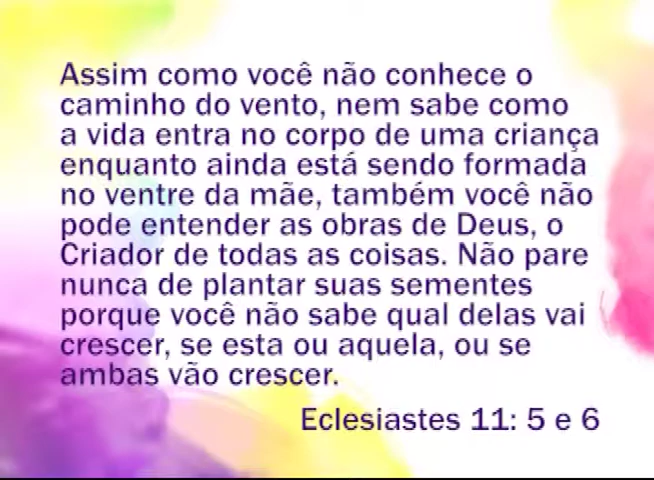 Assim como você não conhece o
caminho do vento, nem sabe como
a vida entra no corpo de uma criança
enquanto ainda está sendo formada
no ventre da mãe, também você não
pode entender as obras de Deus, o
Criador de todas as coisas. Não pare
nunca de plantar suas sementes
porque você não sabe qual delas vai
crescer, se esta ou aquela, ou se
ambas vão crescer.
Eclesiastes 11: 5 e 6